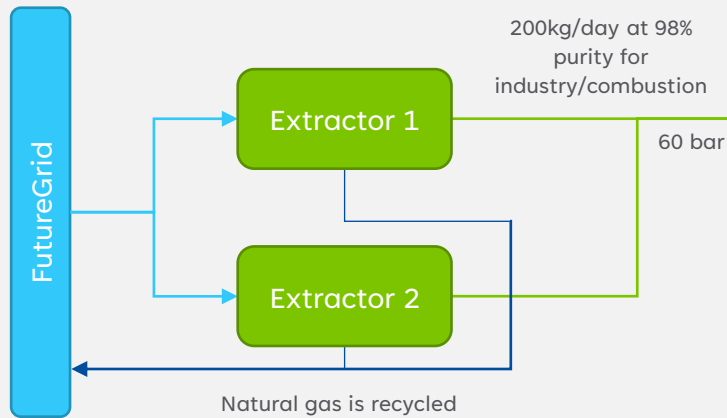 200kg/day at 98%
purity for
industry/combustion
Extractor 1
60 bar
FutureGrid
Extractor 2
Natural gas is recycled